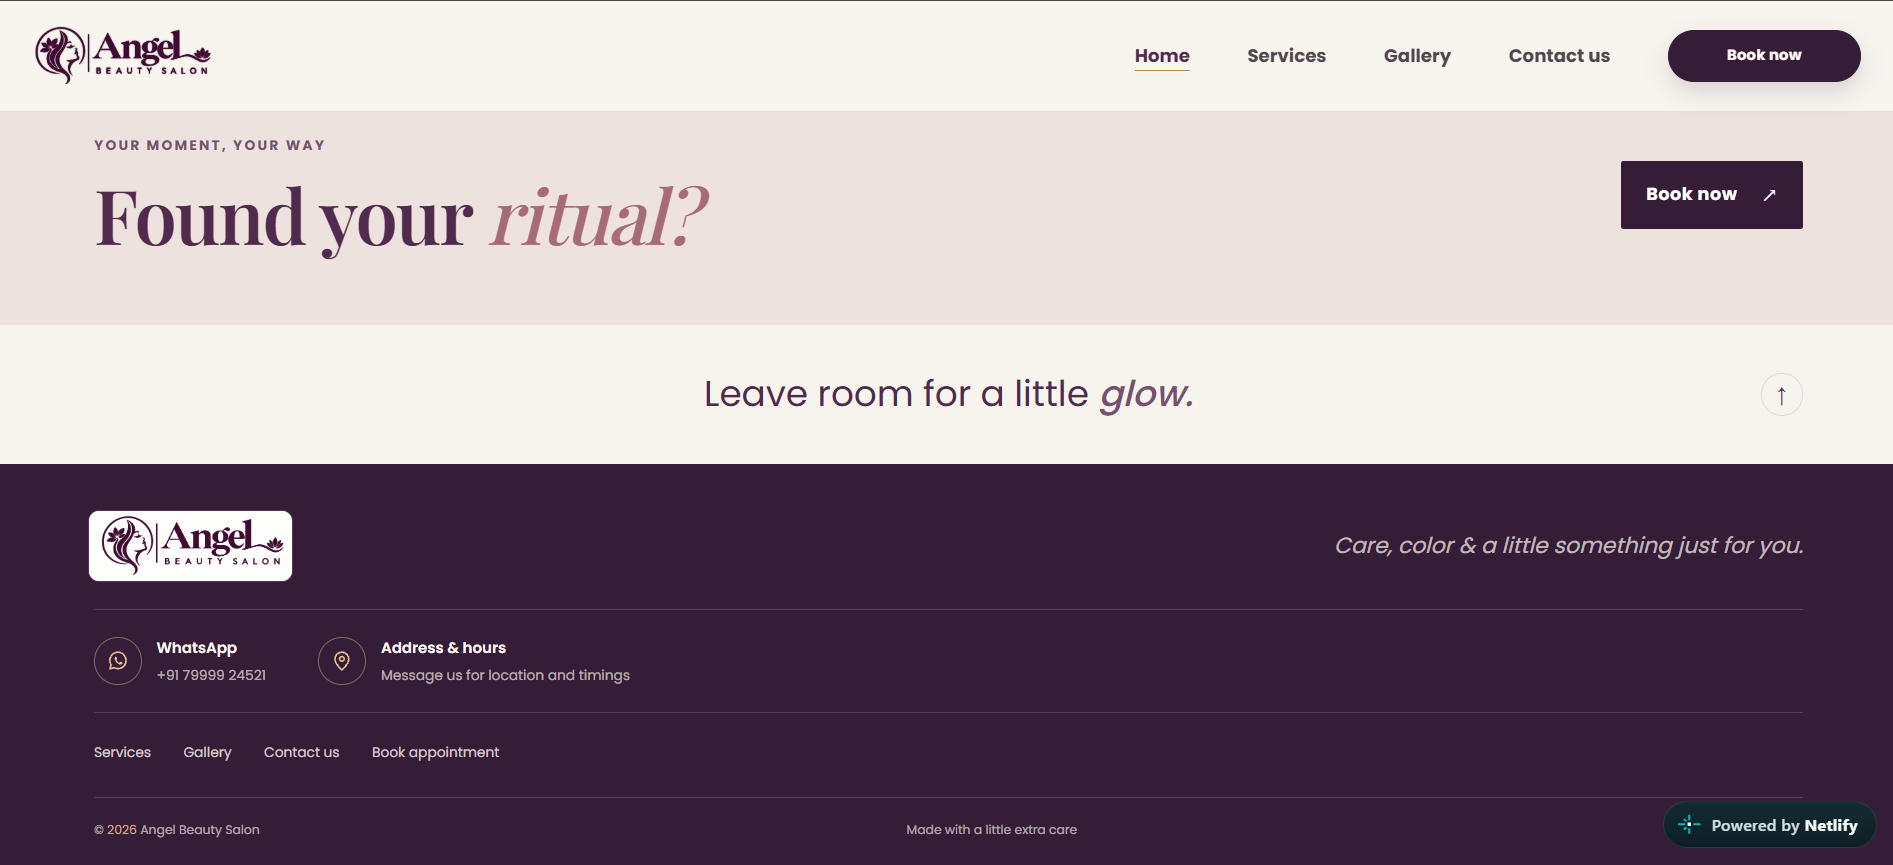 Angel
BEAUTY SALON
Home
Services
Gallery
Contact us
Book now
YOUR MOMENT, YOUR WAY
Found your ritual?
Book now ↗
Leave room for a little glow.
↑
Angel
BEAUTY SALON
Care, color & a little something just for you.
WhatsApp
+91 79999 24521
Address & hours
Message us for location and timings
Services
Gallery
Contact us
Book appointment
© 2026 Angel Beauty Salon
Made with a little extra care
Powered by Netlify